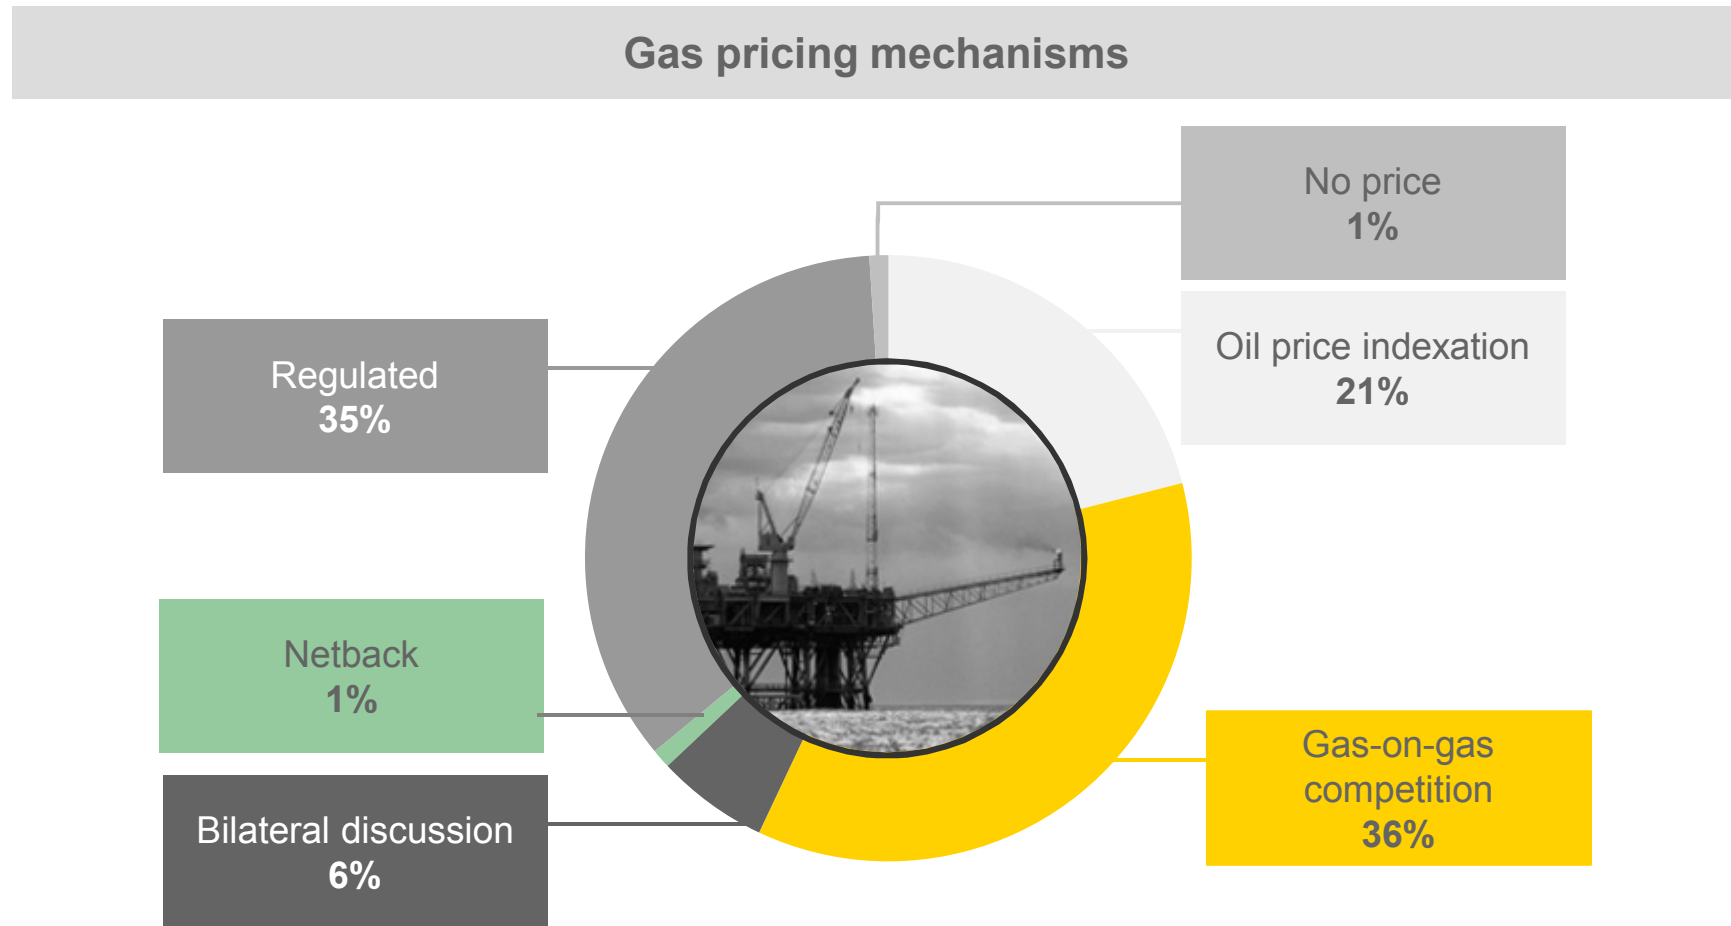 Gas pricing mechanisms
No price
1%
Oil price indexation
21%
Regulated
35%
Netback
1%
Bilateral discussion
6%
Gas-on-gas
competition
36%